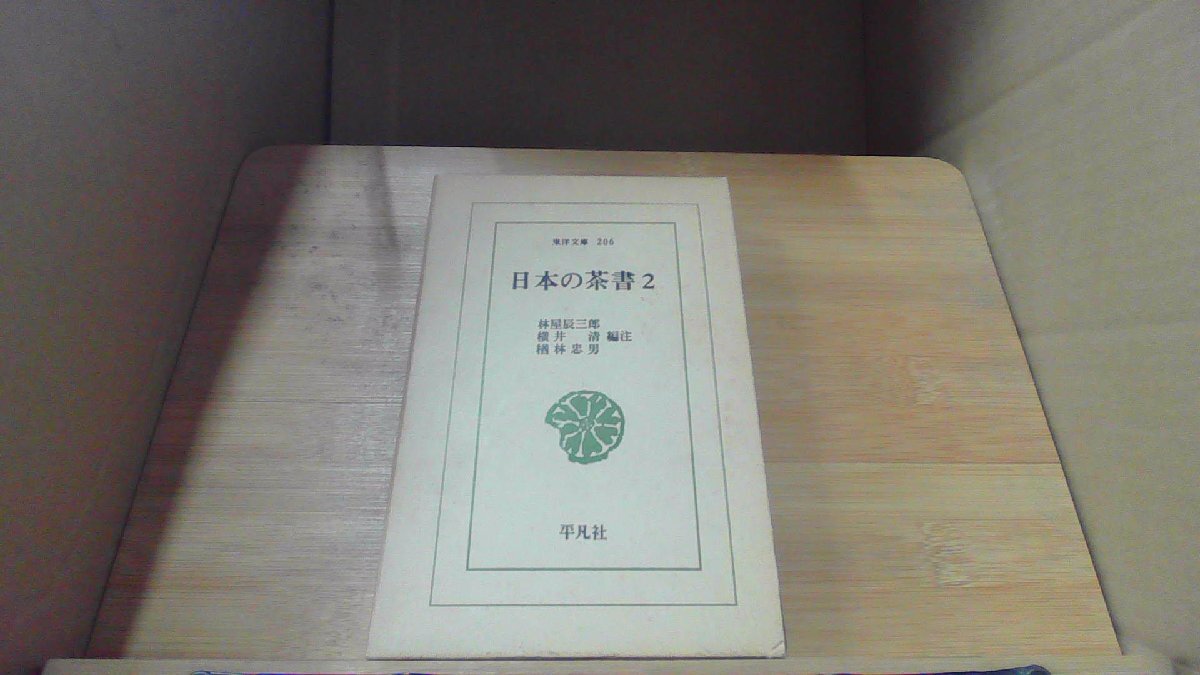 東洋文庫 206
日本の茶書2
林屋辰三郎
横井 清 編注
楢林忠男
平凡社